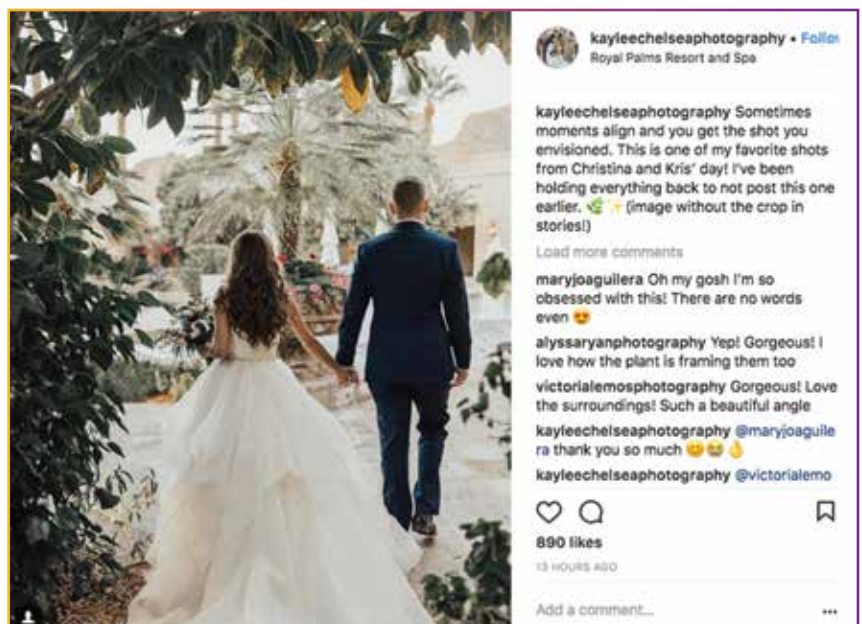 kayleechelseaphotography • Follo
Royal Palms Resort and Spa
kayleechelseaphotography Sometimes
moments align and you get the shot you
envisioned. This is one of my favorite shots
from Christina and Kris' day! I've been
holding everything back to not post this one
earlier. 🌿✨ (image without the crop in
stories!)
Load more comments
maryjoaguilera Oh my gosh I'm so
obsessed with this! There are no words
even 😍
alyssaryanphotography Yep! Gorgeous! I
love how the plant is framing them too
victorialemosphotography Gorgeous! Love
the surroundings! Such a beautiful angle
kayleechelseaphotography @maryjoaguile
ra thank you so much 😊😭👌
kayleechelseaphotography @victorialemo
890 likes
13 HOURS AGO
Add a comment...